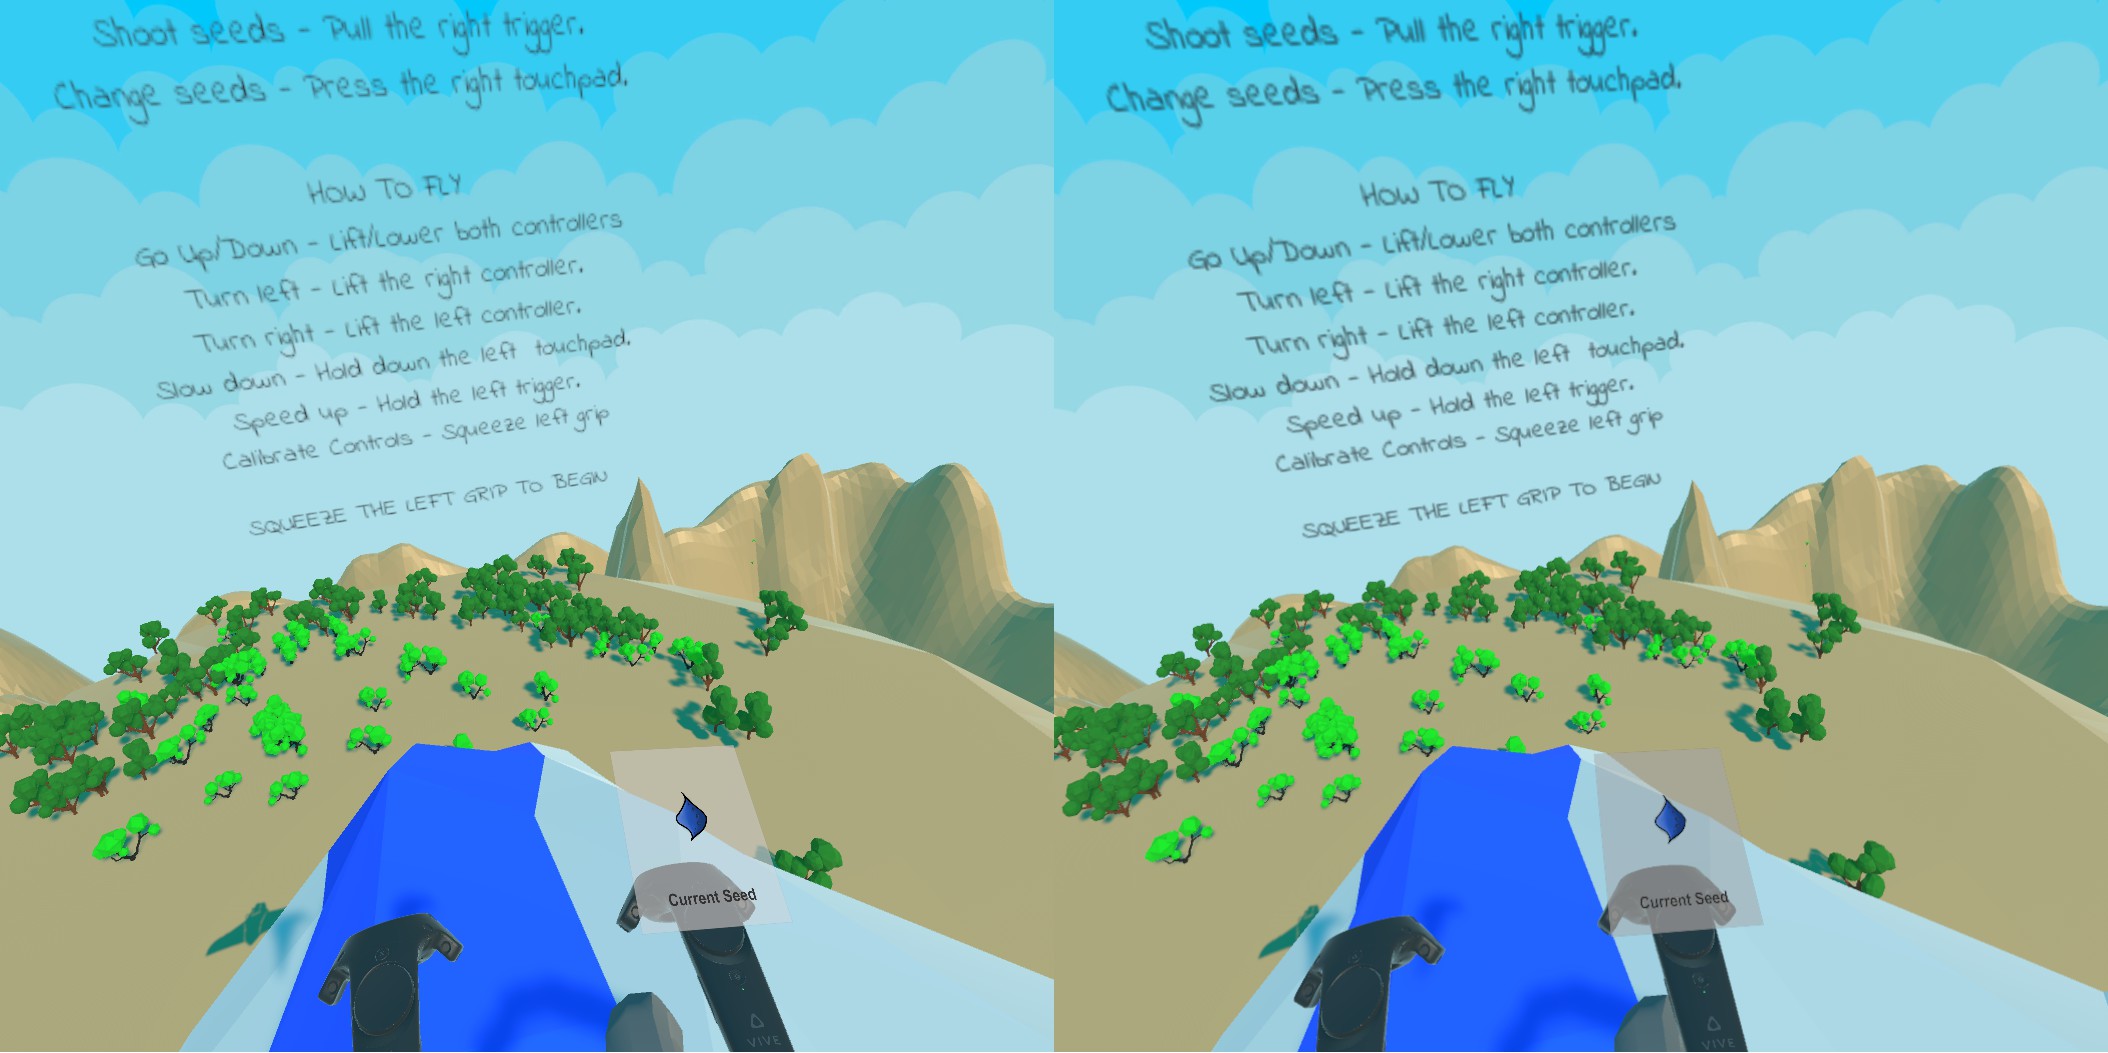 Shoot seeds - Pull the right trigger.
Change seeds - Press the right touchpad.
HOW TO FLY
Go Up/Down - Lift/Lower both controllers
Turn left - Lift the right controller.
Turn right - Lift the left controller.
Slow down - Hold down the left touchpad.
Speed up - Hold the left trigger.
Calibrate Controls - Squeeze left grip
SQUEEZE THE LEFT GRIP TO BEGIN
Current Seed
VIVE
Shoot seeds - Pull the right trigger.
Change seeds - Press the right touchpad.
HOW TO FLY
Go Up/Down - Lift/Lower both controllers
Turn left - Lift the right controller.
Turn right - Lift the left controller.
Slow down - Hold down the left touchpad.
Speed up - Hold the left trigger.
Calibrate Controls - Squeeze left grip
SQUEEZE THE LEFT GRIP TO BEGIN
Current Seed
VIVE